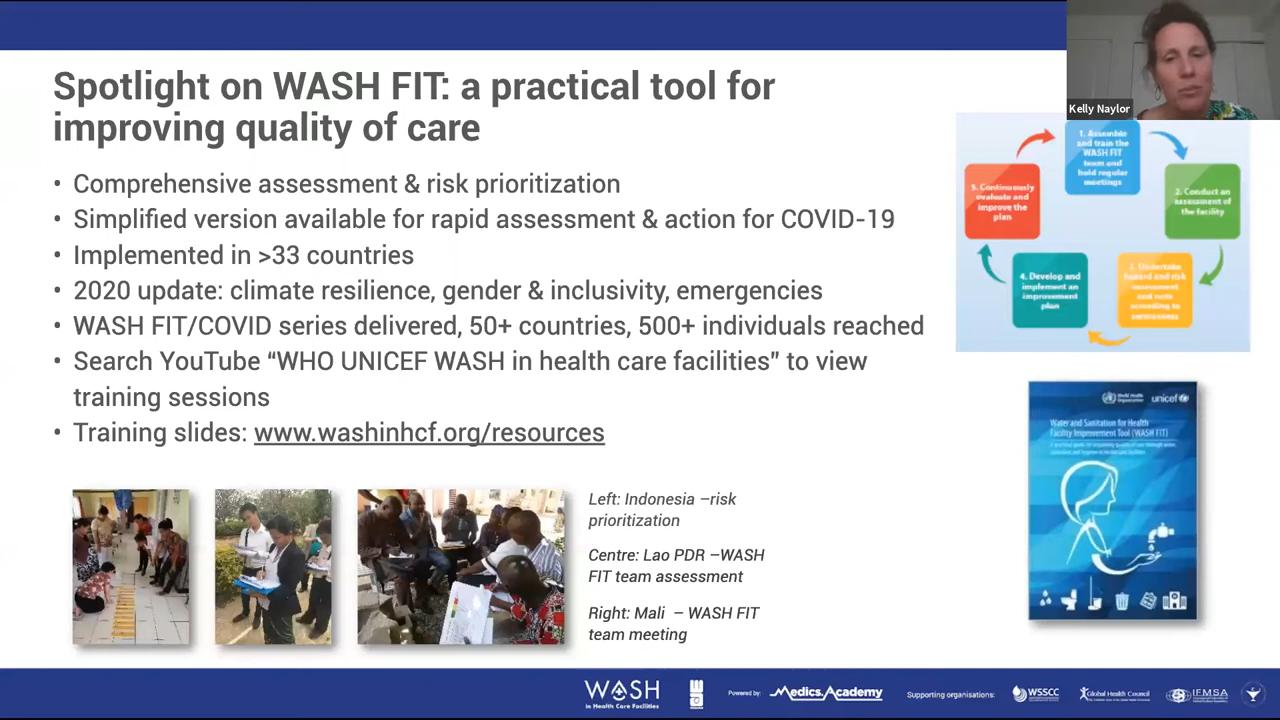 Spotlight on WASH FIT: a practical tool for
improving quality of care
• Comprehensive assessment & risk prioritization
• Simplified version available for rapid assessment & action for COVID-19
• Implemented in >33 countries
• 2020 update: climate resilience, gender & inclusivity, emergencies
• WASH FIT/COVID series delivered, 50+ countries, 500+ individuals reached
• Search YouTube “WHO UNICEF WASH in health care facilities” to view
training sessions
• Training slides: www.washinhcf.org/resources
Kelly Naylor
1. Assemble
and train the
WASH FIT
team and
hold regular
meetings
2. Conduct an
assessment of
the facility
3. Undertake
hazard and risk
assessment
4. Develop and
implement an
improvement
plan
5. Continuously
evaluate and
improve the
plan
World Health
Organization
unicef
Water and Sanitation for Health
Facility Improvement Tool (WASH FIT)
Left: Indonesia –risk
prioritization
Centre: Lao PDR –WASH
FIT team assessment
Right: Mali – WASH FIT
team meeting
WASH
in Health Care Facilities
Powered by:
Medics.Academy
Supporting organisations:
WSSCC
Global Health Council
IFMSA